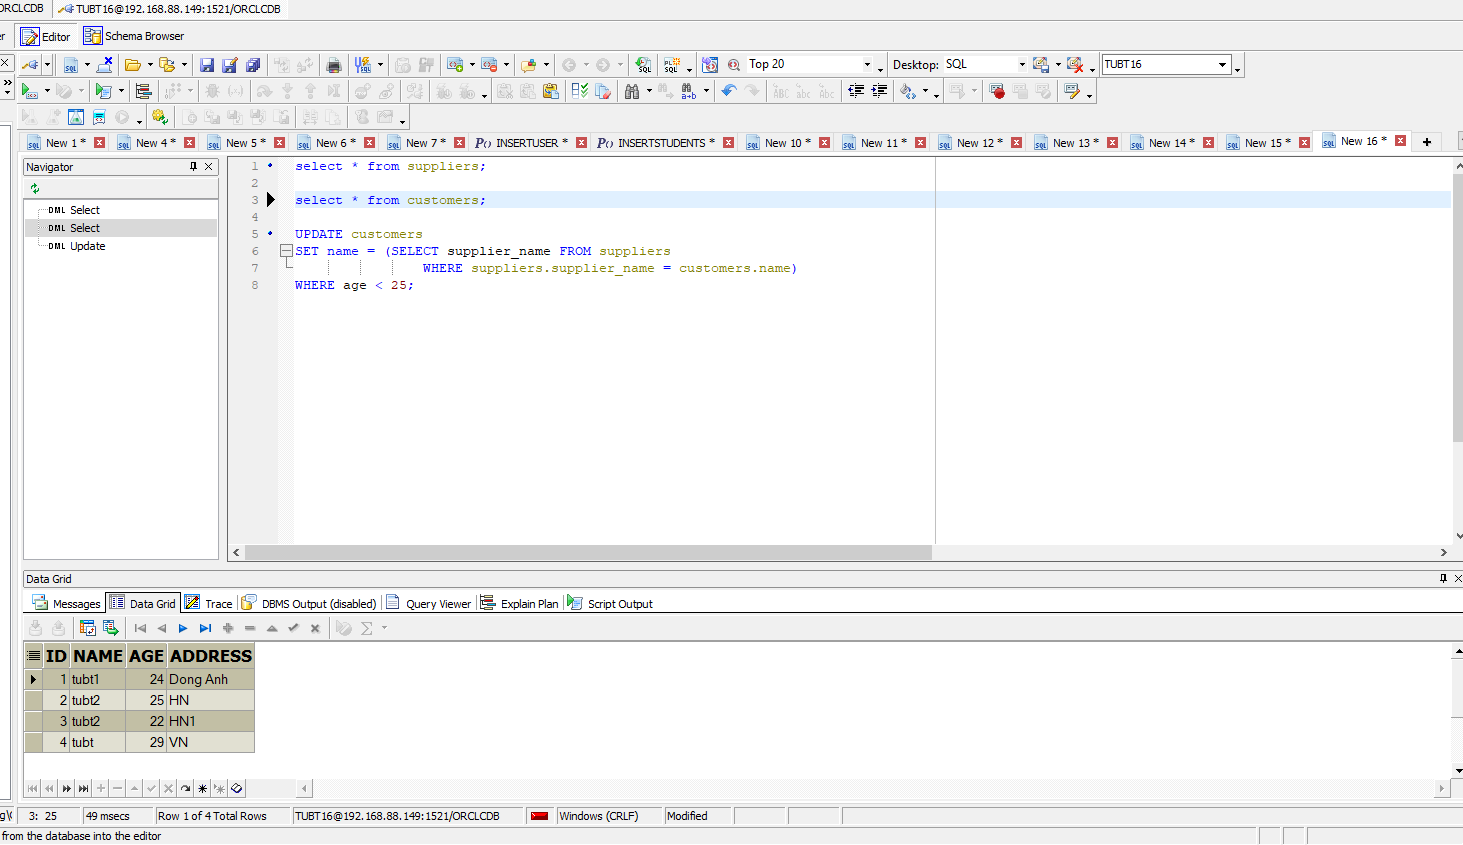 ORCLCDB TUBT16@192.168.88.149:1521/ORCLCDB
er Editor Schema Browser
Top 20 Desktop: SQL TUBT16
New 1 * New 4 * New 5 * New 6 * New 7 * INSERTUSER * INSERTSTUDENTS * New 10 * New 11 * New 12 * New 13 * New 14 * New 15 * New 16 * +
Navigator
DML Select
DML Select
DML Update
1 select * from suppliers;
2
3 select * from customers;
4
5 UPDATE customers
6 SET name = (SELECT supplier_name FROM suppliers
7 WHERE suppliers.supplier_name = customers.name)
8 WHERE age < 25;
Data Grid
Messages Data Grid Trace DBMS Output (disabled) Query Viewer Explain Plan Script Output
ID NAME AGE ADDRESS
1 tubt1 24 Dong Anh
2 tubt2 25 HN
3 tubt2 22 HN1
4 tubt 29 VN
3: 25 49 msecs Row 1 of 4 Total Rows TUBT16@192.168.88.149:1521/ORCLCDB Windows (CRLF) Modified
from the database into the editor